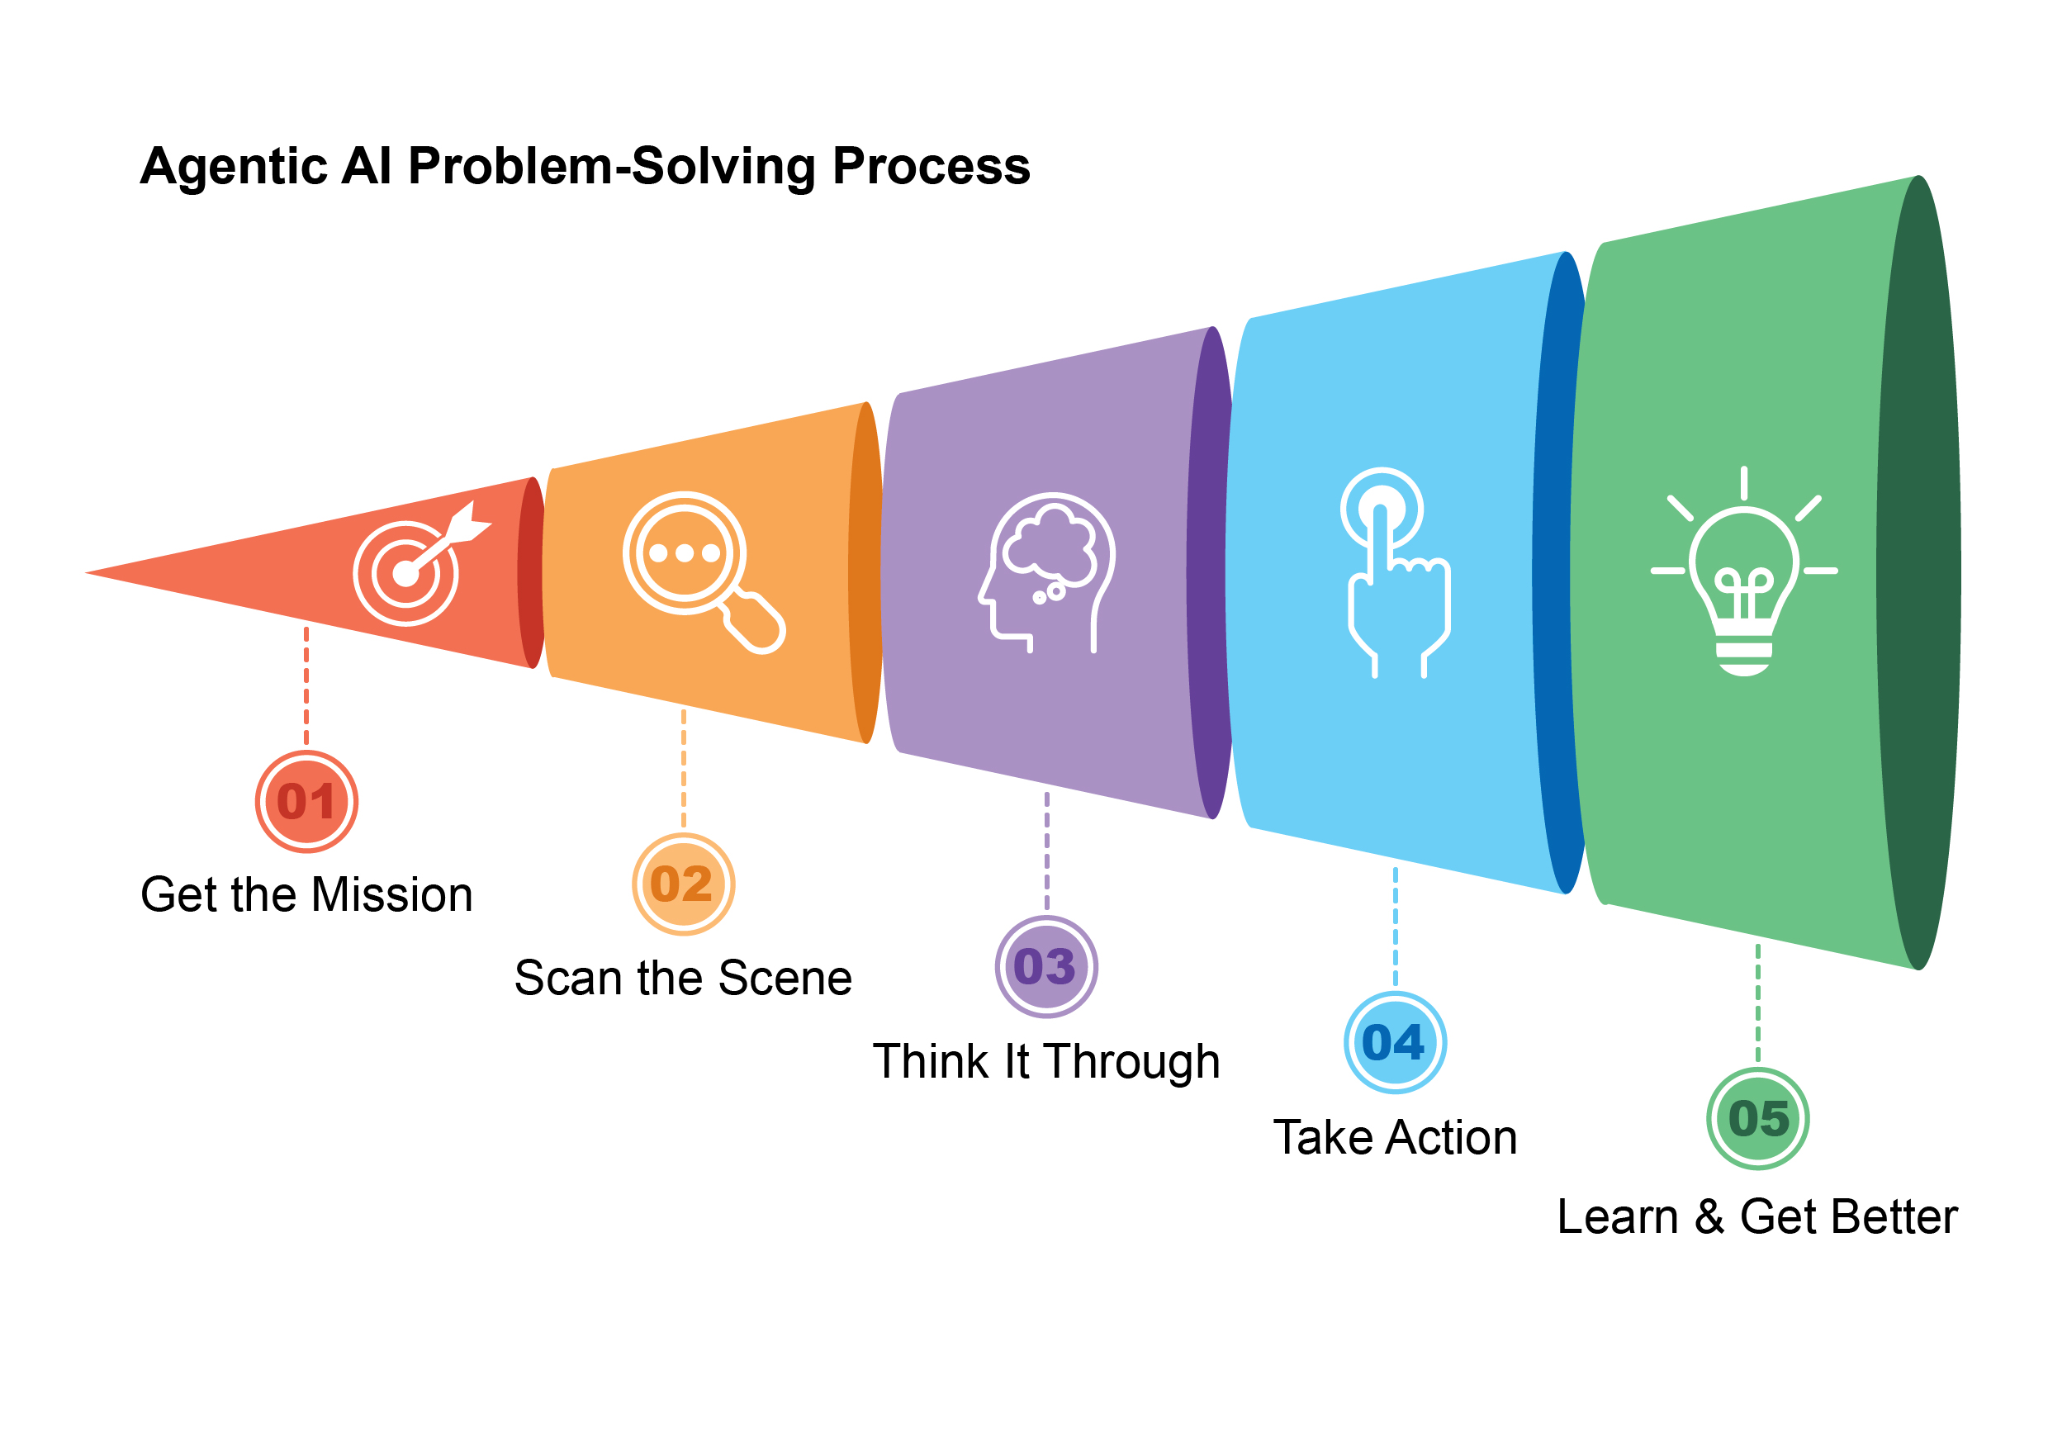 Agentic AI Problem-Solving Process
01
Get the Mission
02
Scan the Scene
03
Think It Through
04
Take Action
05
Learn & Get Better